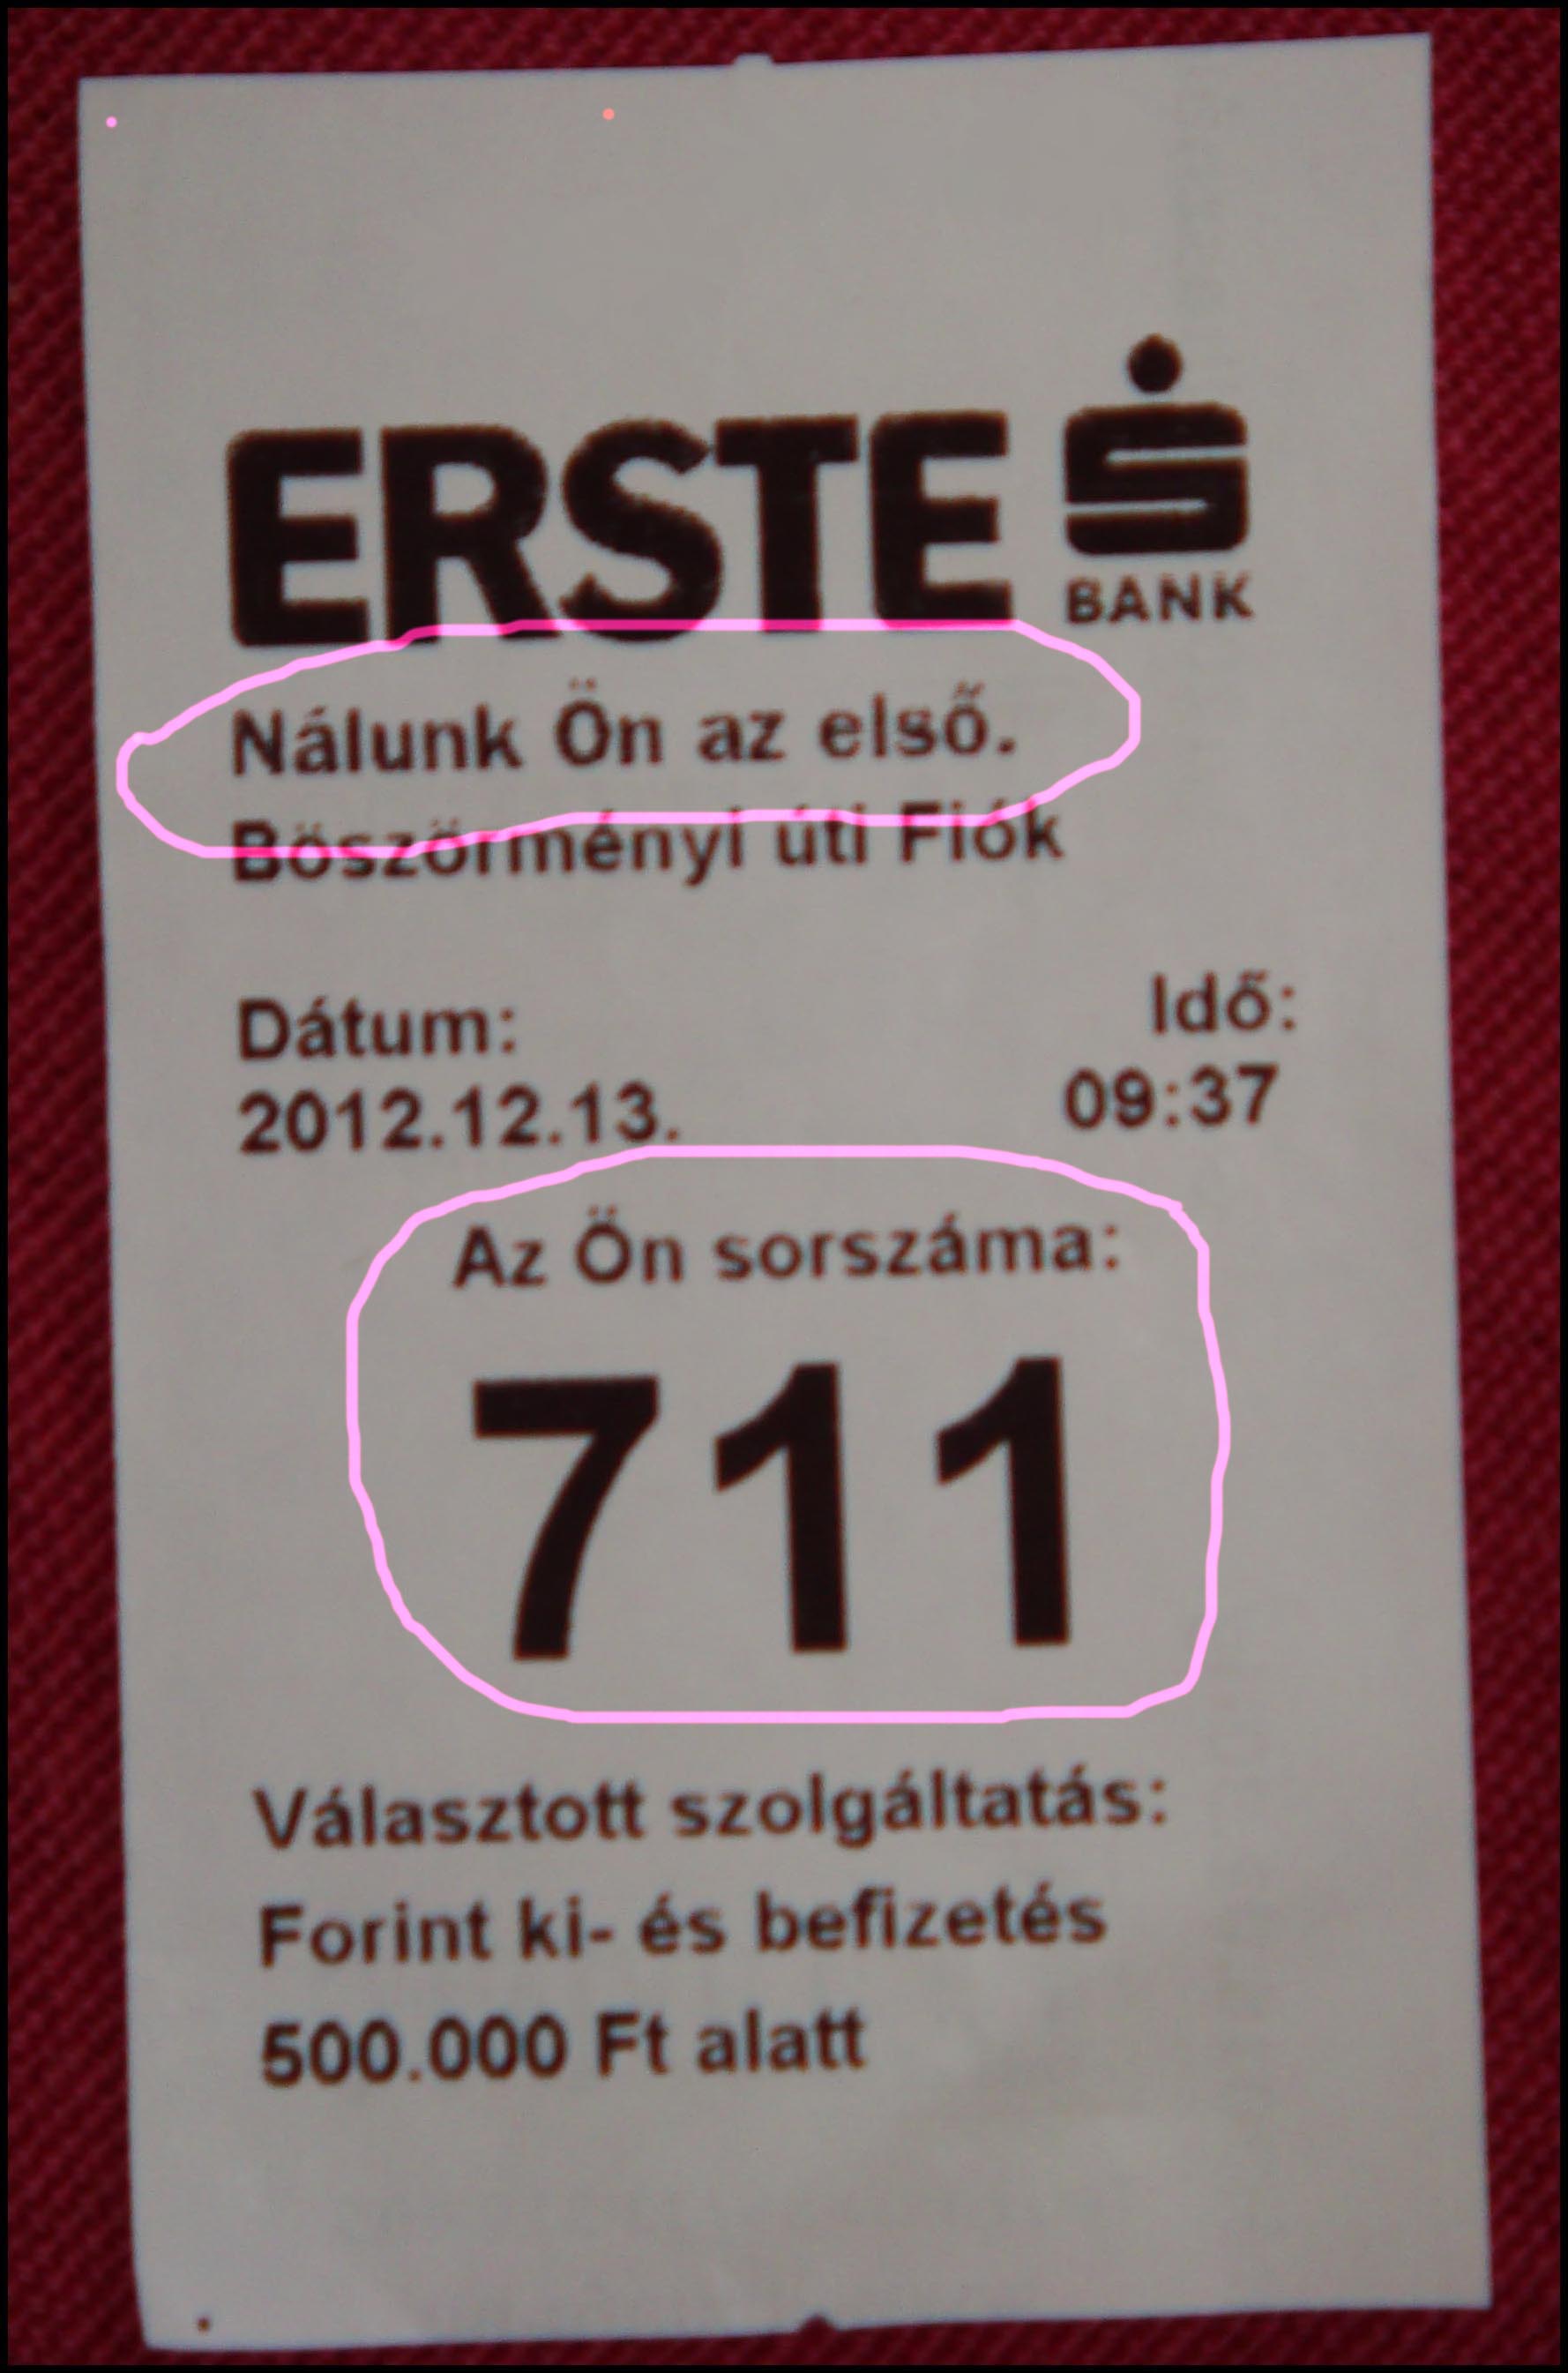 ERSTE S
BANK
Nálunk Ön az első.
Böszörményi úti Fiók
Dátum: Idő:
2012.12.13. 09:37
Az Ön sorszáma:
711
Választott szolgáltatás:
Forint ki- és befizetés
500.000 Ft alatt